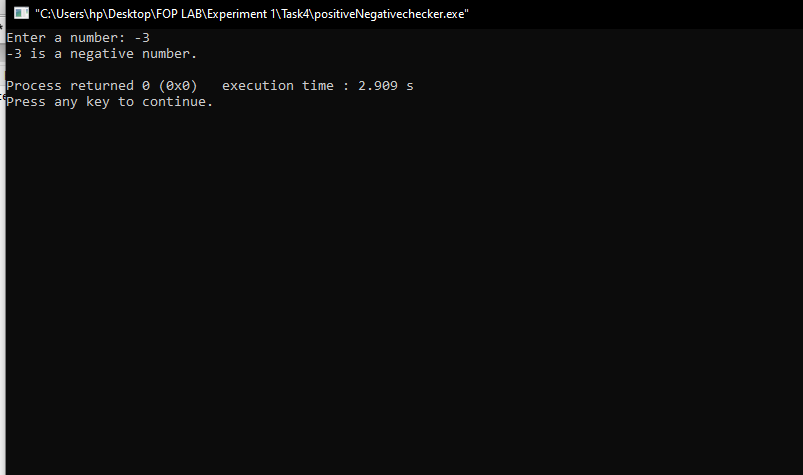 "C:\Users\hp\Desktop\FOP LAB\Experiment 1\Task4\positiveNegativechecker.exe"
Enter a number: -3
-3 is a negative number.
Process returned 0 (0x0)   execution time : 2.909 s
Press any key to continue.